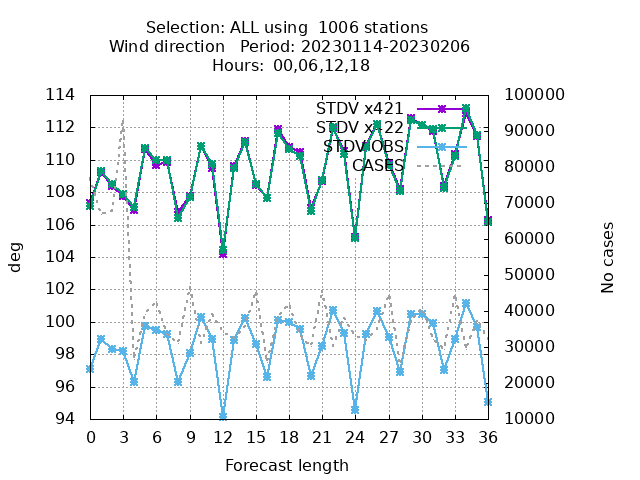 Selection: ALL using  1006 stations
Wind direction   Period: 20230114-20230206
Hours:  00,06,12,18
STDV x421
STDV x422
STDV OBS
CASES
114
112
110
108
106
104
102
100
98
96
94
100000
90000
80000
70000
60000
50000
40000
30000
20000
10000
deg
No cases
0 3 6 9 12 15 18 21 24 27 30 33 36
Forecast length